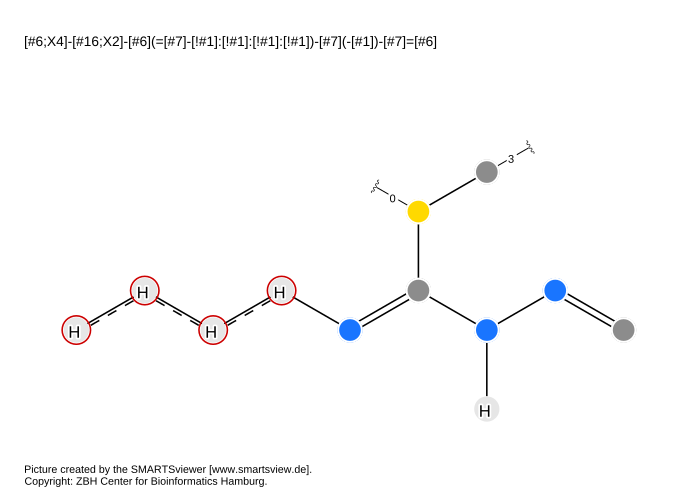 [#6;X4]-[#16;X2]-[#6](=[#7]-[!#1]:[!#1]:[!#1]:[!#1])-[#7](-[#1])-[#7]=[#6]
3
0
H
H
H
H
H
Picture created by the SMARTSviewer [www.smartsview.de].
Copyright: ZBH Center for Bioinformatics Hamburg.